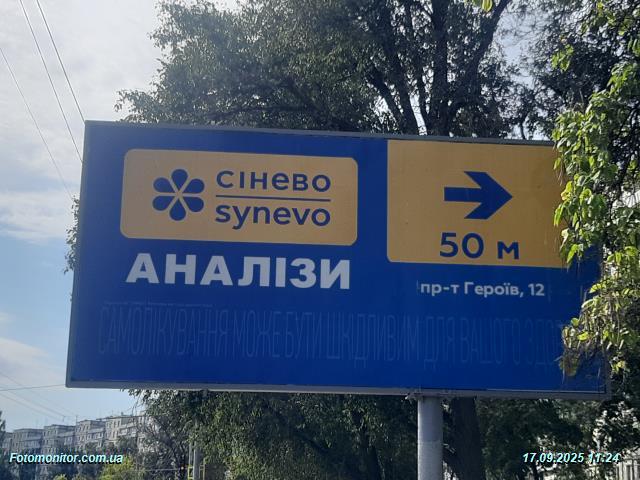 сінево
synevo
50 м
АНАЛІЗИ
пр-т Героїв, 12
САМОЛІКУВАННЯ МОЖЕ БУТИ ШКІДЛИВИМ ДЛЯ ВАШОГО
Fotomonitor.com.ua
17.09.2025 11:24